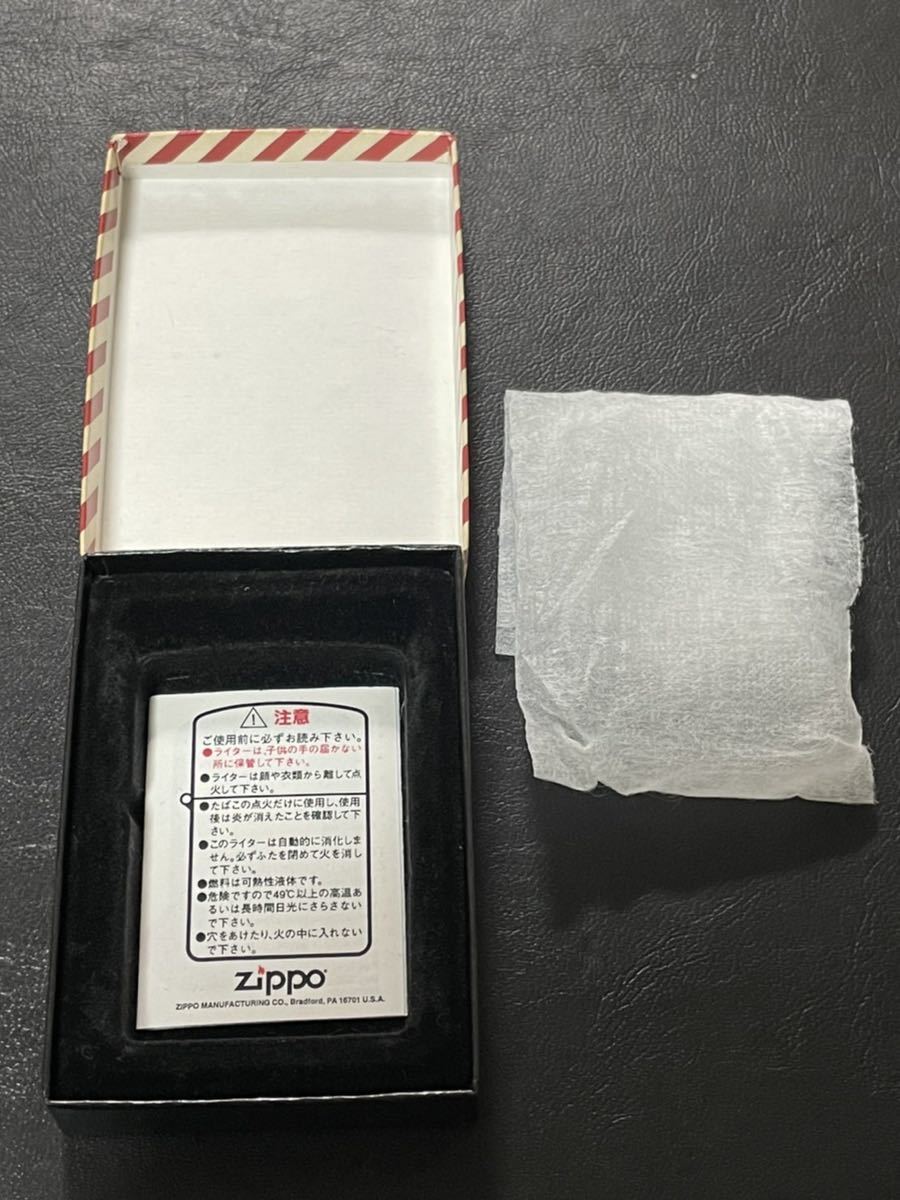 注意
ご使用前に必ずお読み下さい。
●ライターは、子供の手の届かない
所に保管して下さい。
●ライターは顔や衣類から離して点
火して下さい。
●たばこの点火だけに使用し、使用
後は炎が消えたことを確認して下
さい。
●このライターは自動的に消化しま
せん。必ずふたを閉めて火を消し
て下さい。
●燃料は可熱性液体です。
●危険ですので49℃以上の高温あ
るいは長時間日光にさらさない
で下さい。
●穴をあけたり、火の中に入れない
で下さい。
Zippo
ZIPPO MANUFACTURING CO., Bradford, PA 16701 U.S.A.